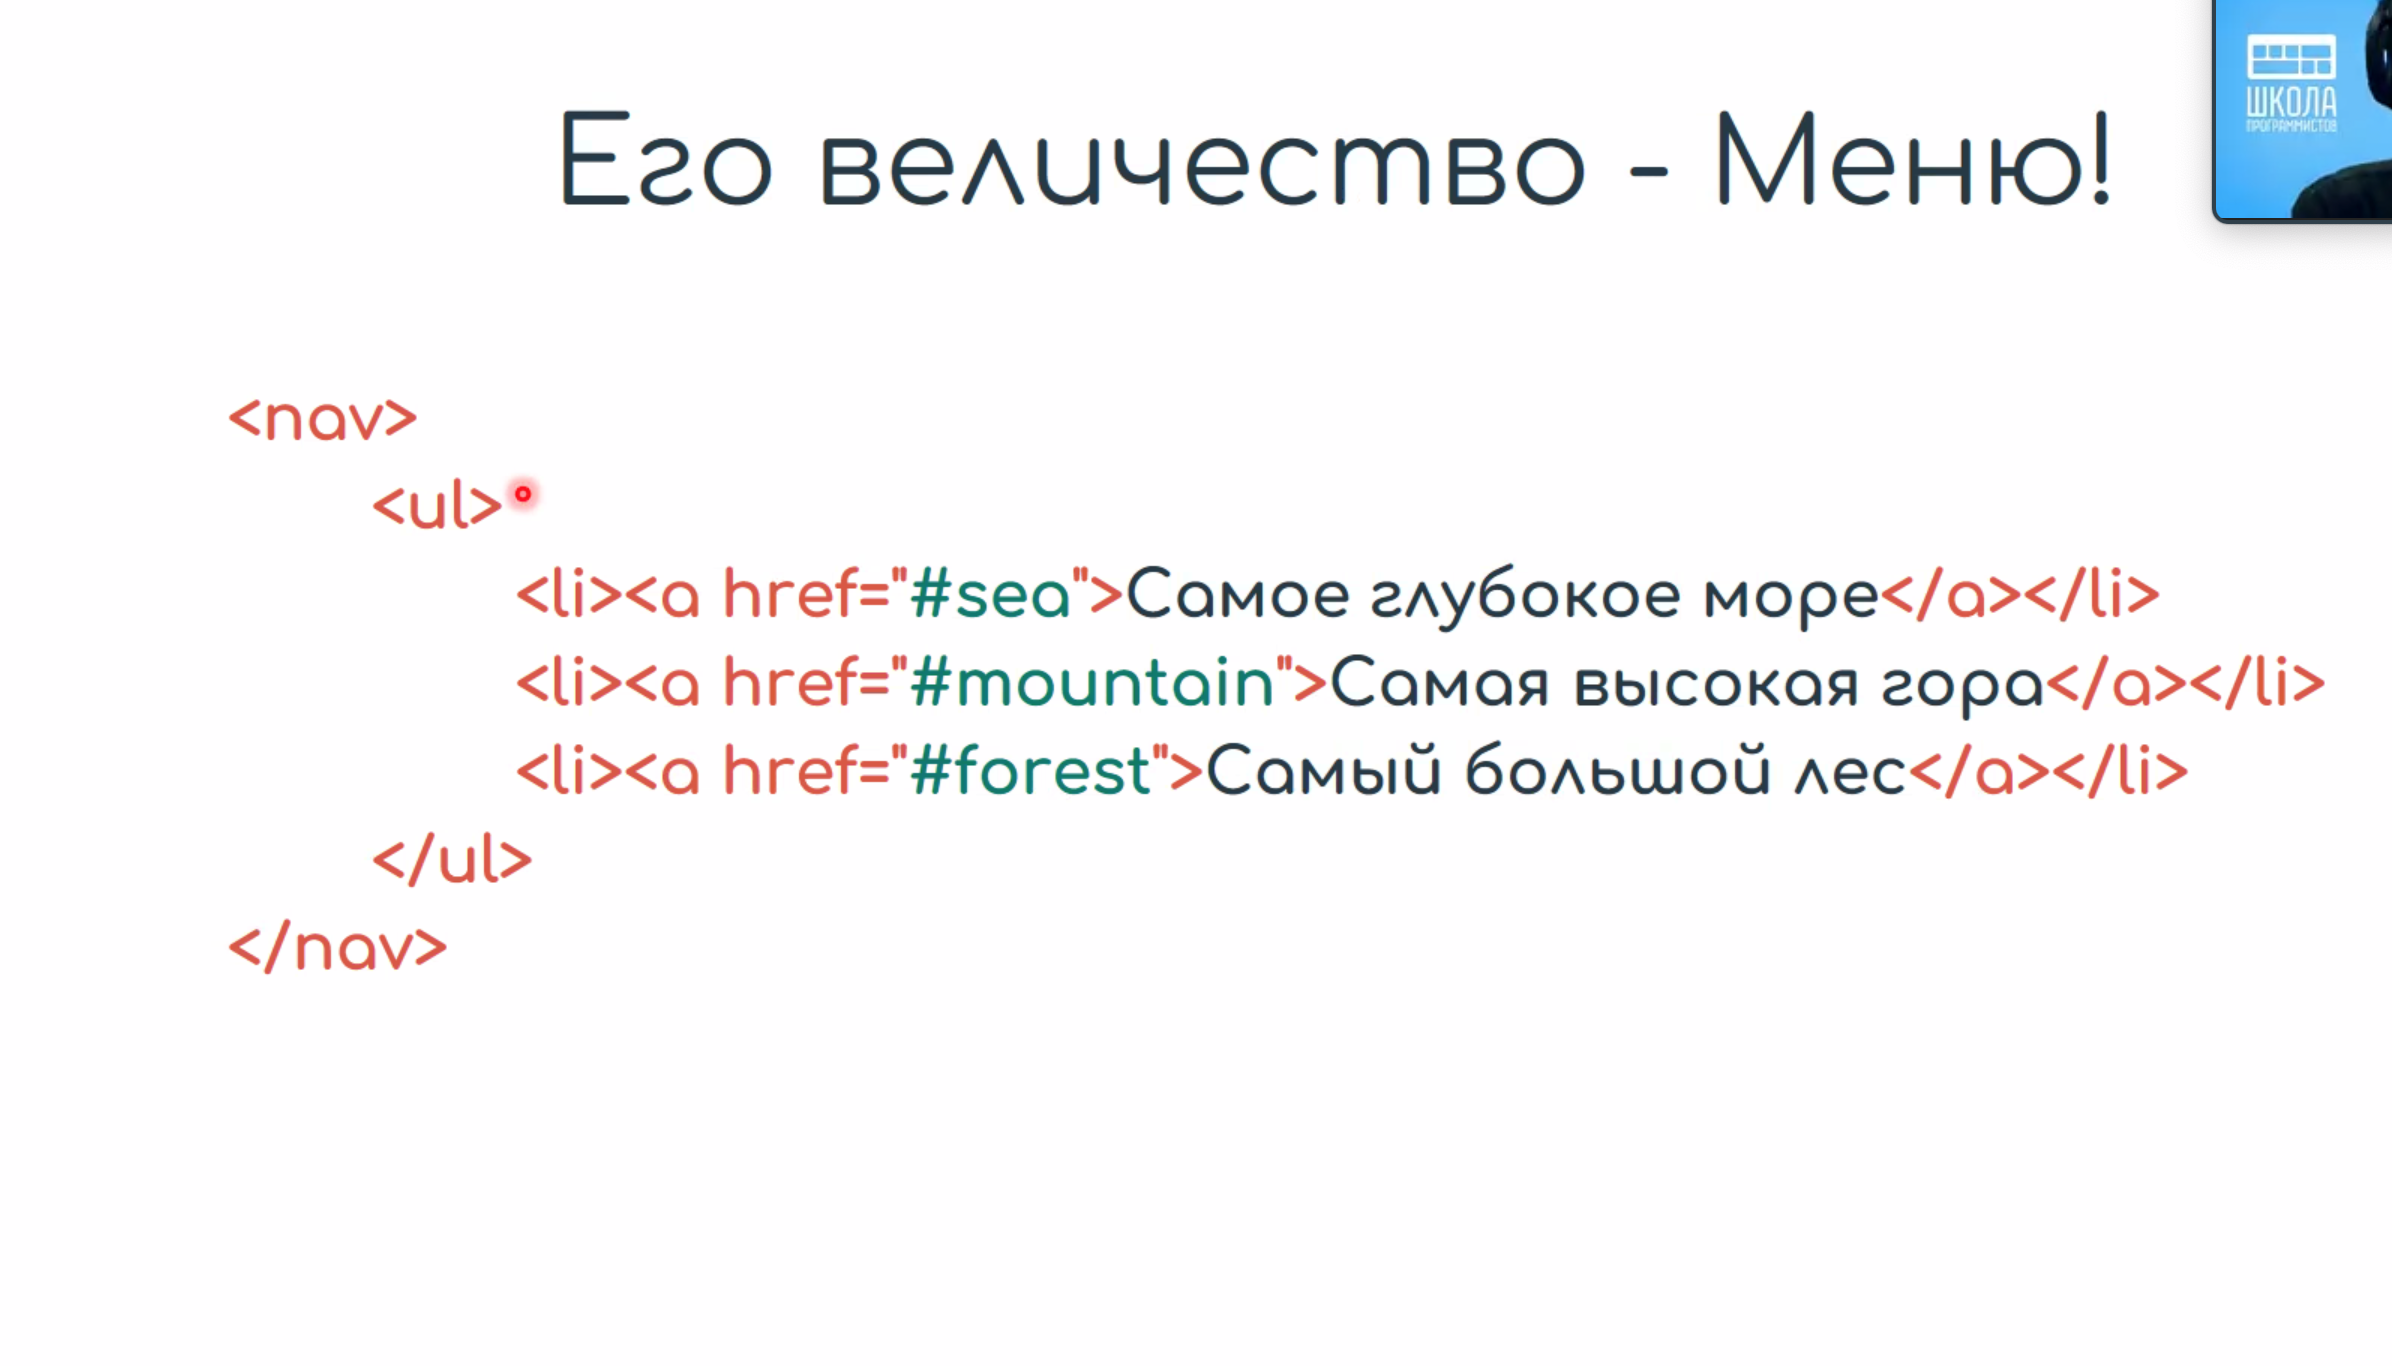 Его величество - Меню!
ШКОЛА
ПРОГРАММИСТОВ
<nav>
<ul>
<li><a href="#sea">Самое глубокое море</a></li>
<li><a href="#mountain">Самая высокая гора</a></li>
<li><a href="#forest">Самый большой лес</a></li>
</ul>
</nav>